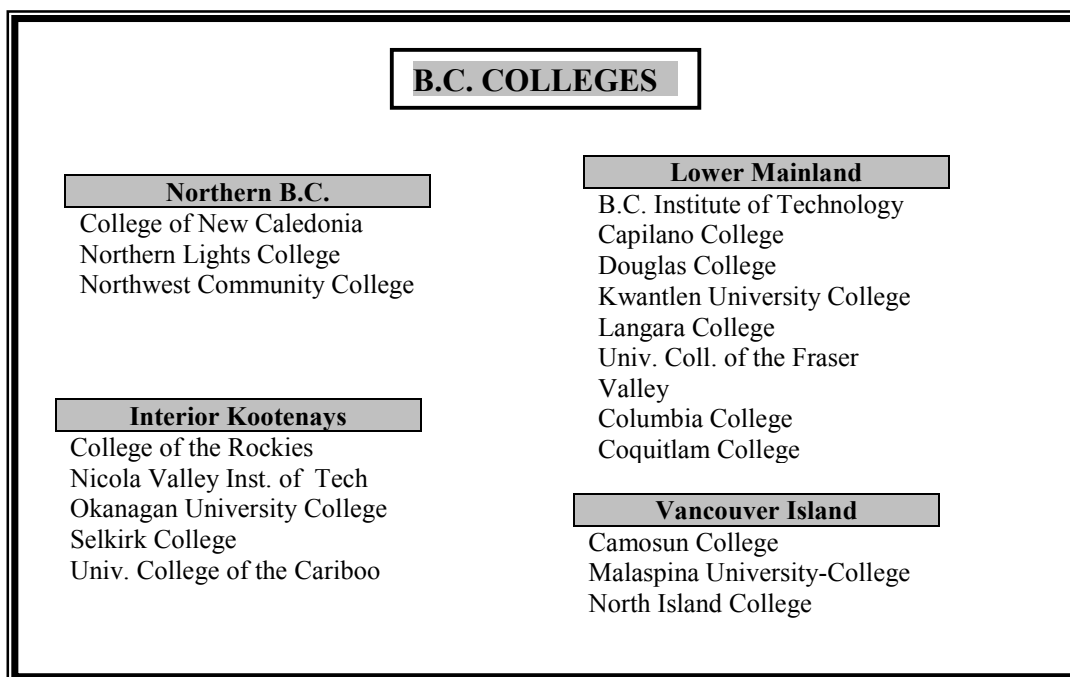 B.C. COLLEGES
Northern B.C.
College of New Caledonia
Northern Lights College
Northwest Community College
Interior Kootenays
College of the Rockies
Nicola Valley Inst. of Tech
Okanagan University College
Selkirk College
Univ. College of the Cariboo
Lower Mainland
B.C. Institute of Technology
Capilano College
Douglas College
Kwantlen University College
Langara College
Univ. Coll. of the Fraser
Valley
Columbia College
Coquitlam College
Vancouver Island
Camosun College
Malaspina University-College
North Island College